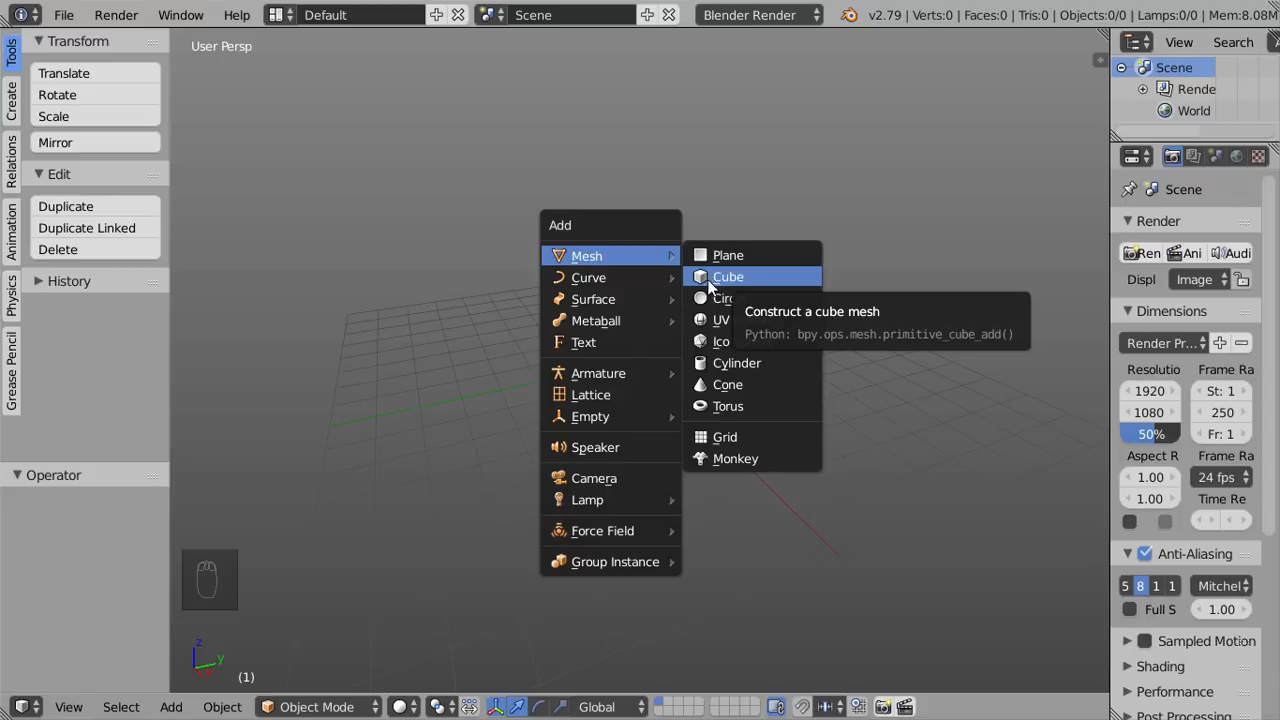 File Render Window Help Default Scene Blender Render v2.79 | Verts:0 | Faces:0 | Tris:0 | Objects:0/0 | Lamps:0/0 | Mem:8.08M
Tools
Create
Relations
Animation
Physics
Grease Pencil
Transform
Translate
Rotate
Scale
Mirror
Edit
Duplicate
Duplicate Linked
Delete
History
Operator
User Persp
Add
Mesh
Curve
Surface
Metaball
Text
Armature
Lattice
Empty
Speaker
Camera
Lamp
Force Field
Group Instance
Plane
Cube
Circ
UV
Ico
Cylinder
Cone
Torus
Grid
Monkey
Construct a cube mesh
Python: bpy.ops.mesh.primitive_cube_add()
z
y
(1)
View Select Add Object Object Mode Global
View Search
Scene
Rende
World
Scene
Render
Ren Ani Audi
Displ Image
Dimensions
Render Pr...
Resolutio Frame Ra
1920 St: 1
1080 250
50% Fr: 1
Aspect R Frame Ra
1.00 24 fps
1.00 Time Re
Anti-Aliasing
5 8 1 1 Mitchel
Full S 1.00
Sampled Motion
Shading
Performance